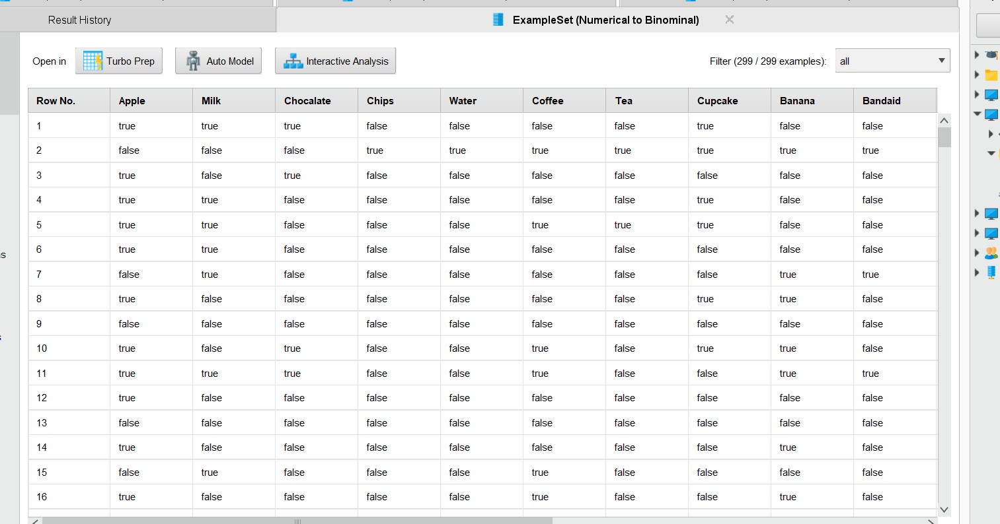 Result History
ExampleSet (Numerical to Binominal)
Open in Turbo Prep Auto Model Interactive Analysis Filter (299 / 299 examples): all
Row No. Apple Milk Chocalate Chips Water Coffee Tea Cupcake Banana Bandaid
1 true true true false false false false true false false
2 false false false true true true true true true true
3 true false true false false false false false false false
4 true true false false false false false true false false
5 true true false false false true true true false false
6 true true false false false false false false false false
7 false true false false false false false false true true
8 true false false false false false false true true false
9 false false false false false false false false false false
10 true false true false false true false true true false
11 true true true false false true false false true true
12 true false false false false false false false false false
13 false false false false false false false false false false
14 true false false false false false false false true false
15 false true false false false true false false false false
16 true false false false false true false false true false